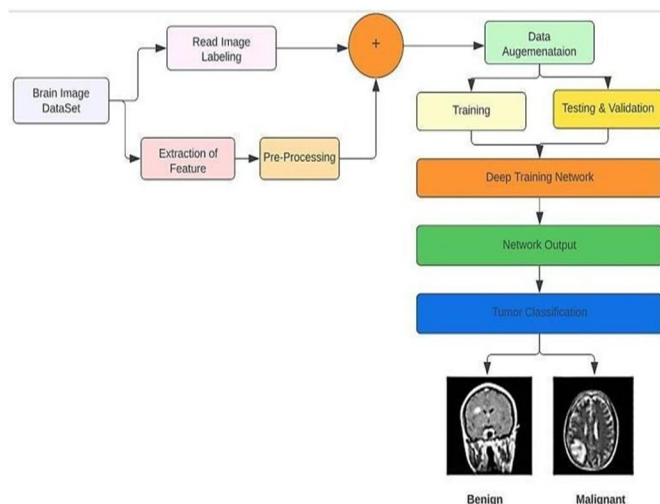 Read Image
Labeling
+
Data
Augemenataion
Brain Image
DataSet
Training
Testing & Validation
Extraction of
Feature
Pre-Processing
Deep Training Network
Network Output
Tumor Classification
Benign
Malignant